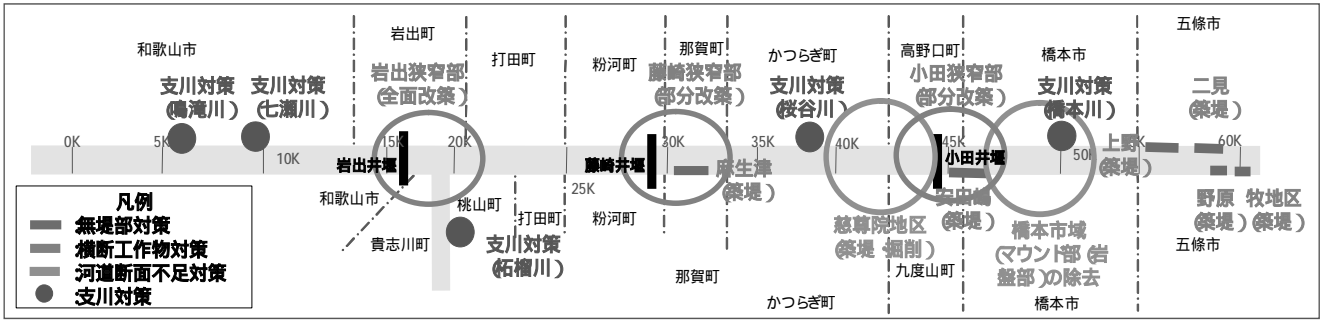 五條市
岩出町
那賀町
和歌山市
打田町
粉河町
かつらぎ町
高野口町
橋本市
支川対策
(鳴滝川)
支川対策
(七瀬川)
岩出狭窄部
(全面改築)
藤崎狭窄部
(部分改築)
支川対策
(桜谷川)
小田狭窄部
(部分改築)
支川対策
(橋本川)
二見
(築堤)
0K
5K
10K
15K
20K
25K
30K
35K
40K
45K
50K
60K
岩出井堰
藤崎井堰
小田井堰
麻生津
(築堤)
安田嶋
(築堤)
上野
(築堤)
野原
(築堤)
牧地区
(築堤)
和歌山市
桃山町
打田町
粉河町
貴志川町
支川対策
(柘榴川)
慈尊院地区
(築堤・掘削)
橋本市域
(マウンド部(岩
盤部)の除去
五條市
那賀町
九度山町
かつらぎ町
橋本市
凡例
:無堤部対策
:横断工作物対策
:河道断面不足対策
:支川対策